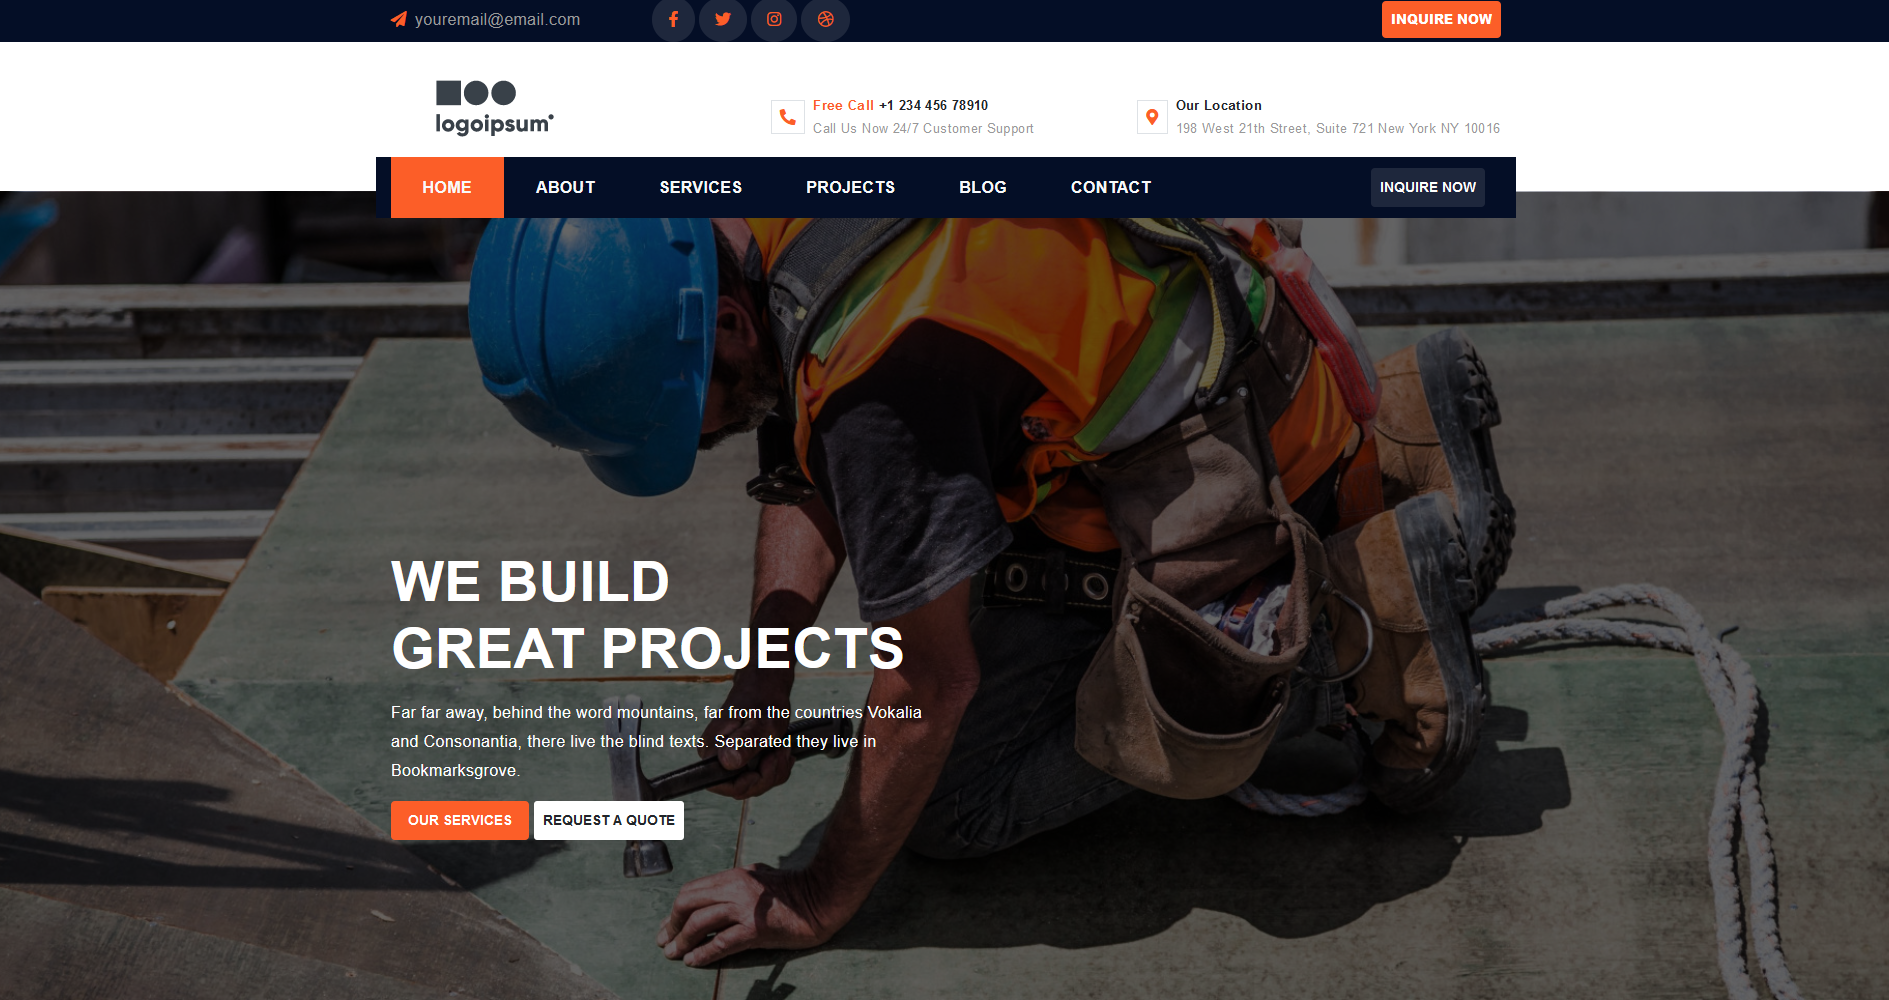 youremail@email.com
INQUIRE NOW
logoipsum
Free Call +1 234 456 78910
Call Us Now 24/7 Customer Support
Our Location
198 West 21th Street, Suite 721 New York NY 10016
HOME ABOUT SERVICES PROJECTS BLOG CONTACT INQUIRE NOW
WE BUILD
GREAT PROJECTS
Far far away, behind the word mountains, far from the countries Vokalia
and Consonantia, there live the blind texts. Separated they live in
Bookmarksgrove.
OUR SERVICES REQUEST A QUOTE